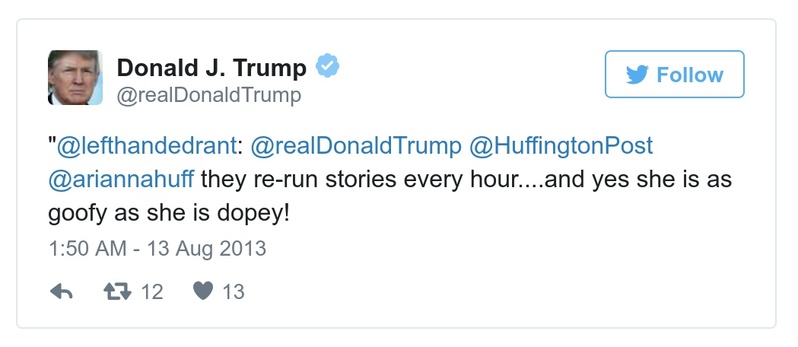 Donald J. Trump
@realDonaldTrump
Follow
"@lefthandedrant: @realDonaldTrump @HuffingtonPost
@ariannahuff they re-run stories every hour....and yes she is as
goofy as she is dopey!
1:50 AM - 13 Aug 2013
12 13